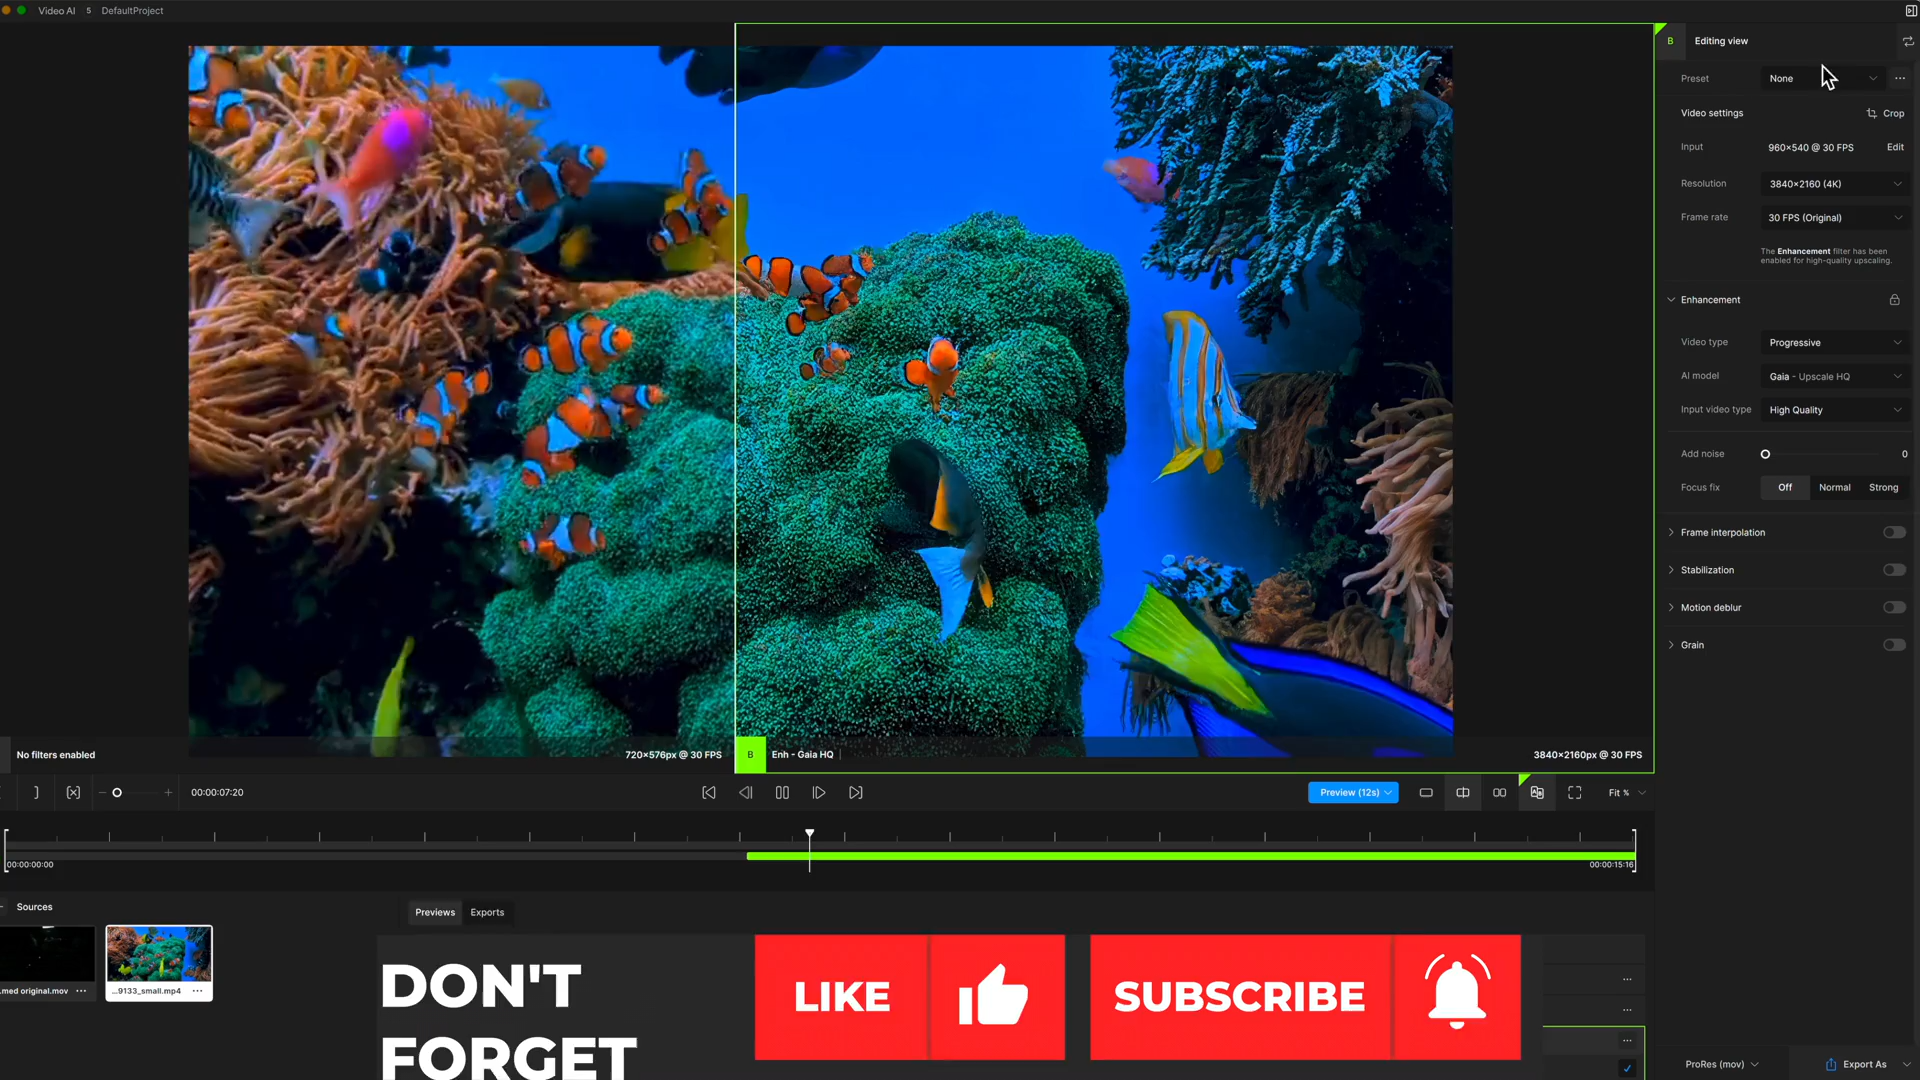 Video AI 5 DefaultProject
B Editing view
Preset None ...
Video settings Crop
Input 960×540 @ 30 FPS Edit
Resolution 3840×2160 (4K)
Frame rate 30 FPS (Original)
The Enhancement filter has been
enabled for high-quality upscaling.
Enhancement
Video type Progressive
AI model Gaia - Upscale HQ
Input video type High Quality
Add noise 0
Focus fix Off Normal Strong
Frame interpolation
Stabilization
Motion deblur
Grain
No filters enabled 720×576px @ 30 FPS
B Enh - Gaia HQ 3840×2160px @ 30 FPS
00:00:07:20
Preview (12s)
Fit %
00:00:00:00 00:00:15:16
Sources
Previews Exports
.med original.mov ...
...9133_small.mp4 ...
DON'T
FORGET
LIKE
SUBSCRIBE
ProRes (mov) Export As